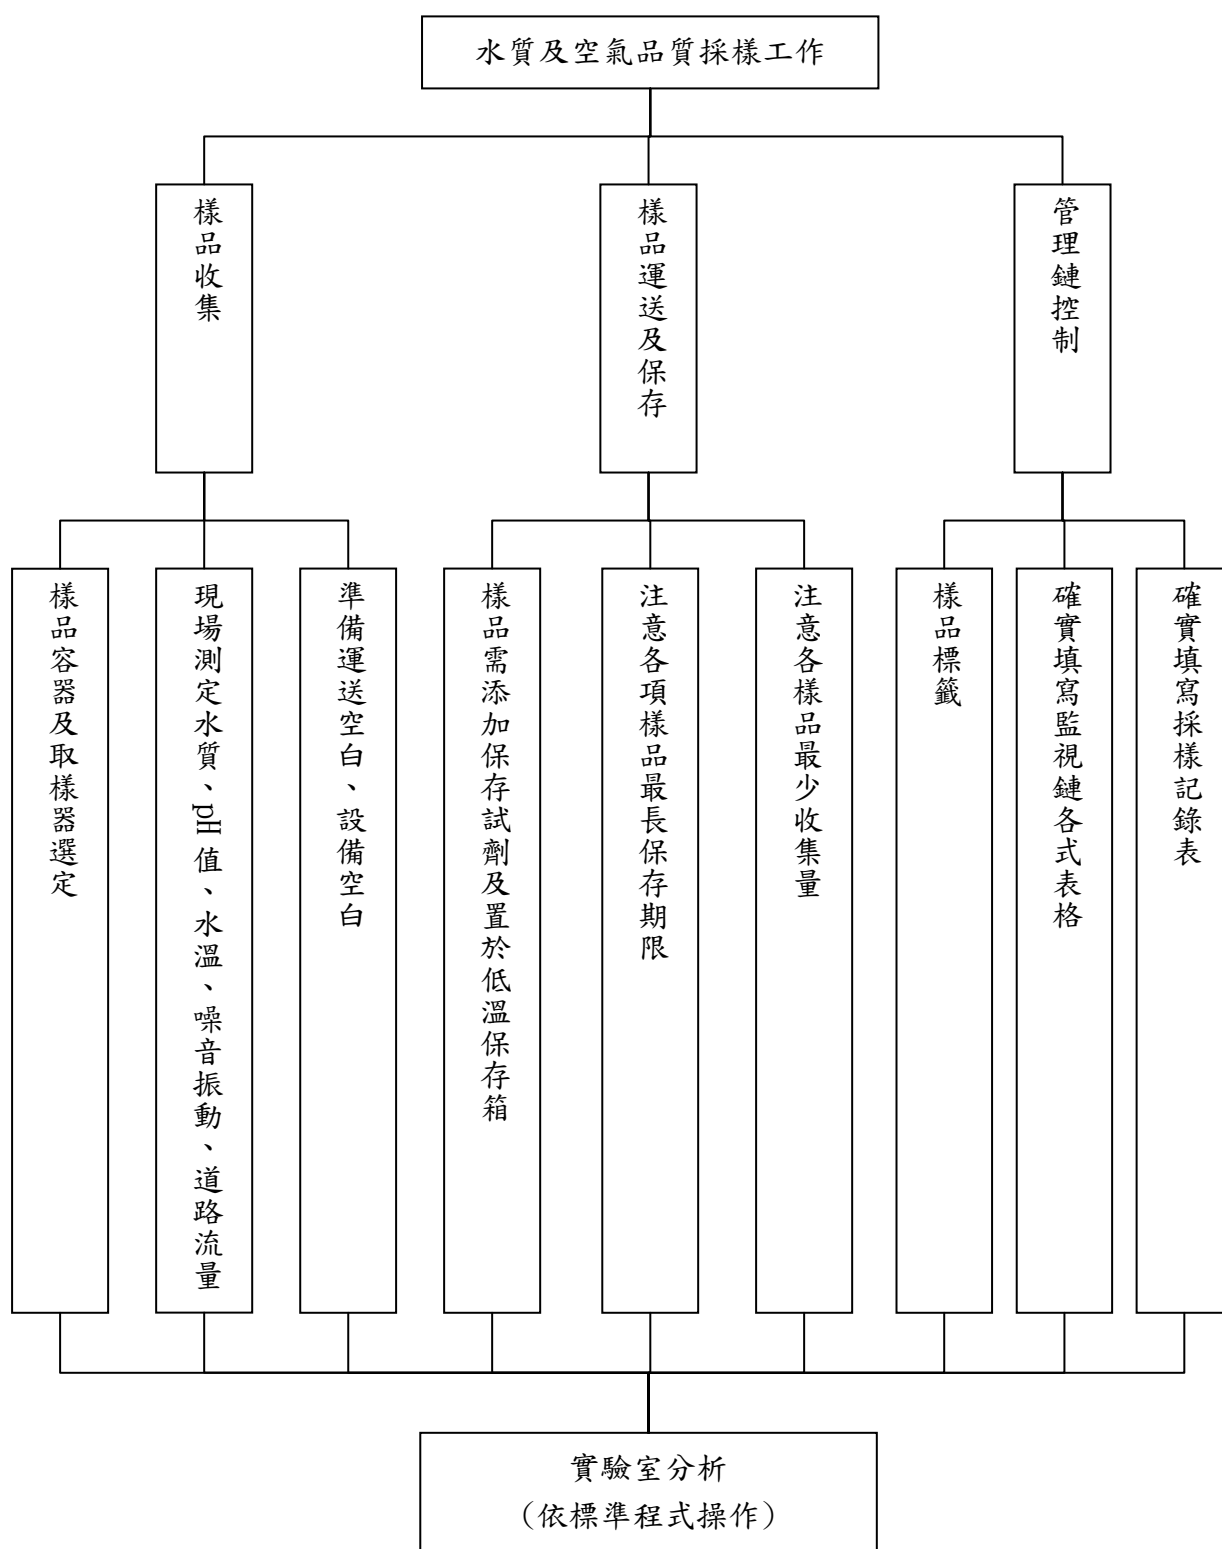 水質及空氣品質採樣工作
樣品收集
樣品運送及保存
管理鏈控制
樣品容器及取樣器選定
現場測定水質、pH值、水溫、噪音振動、道路流量
準備運送空白、設備空白
樣品需添加保存試劑及置於低溫保存箱
注意各項樣品最長保存期限
注意各樣品最少收集量
樣品標籤
確實填寫監視鏈各式表格
確實填寫採樣記錄表
實驗室分析
（依標準程式操作）